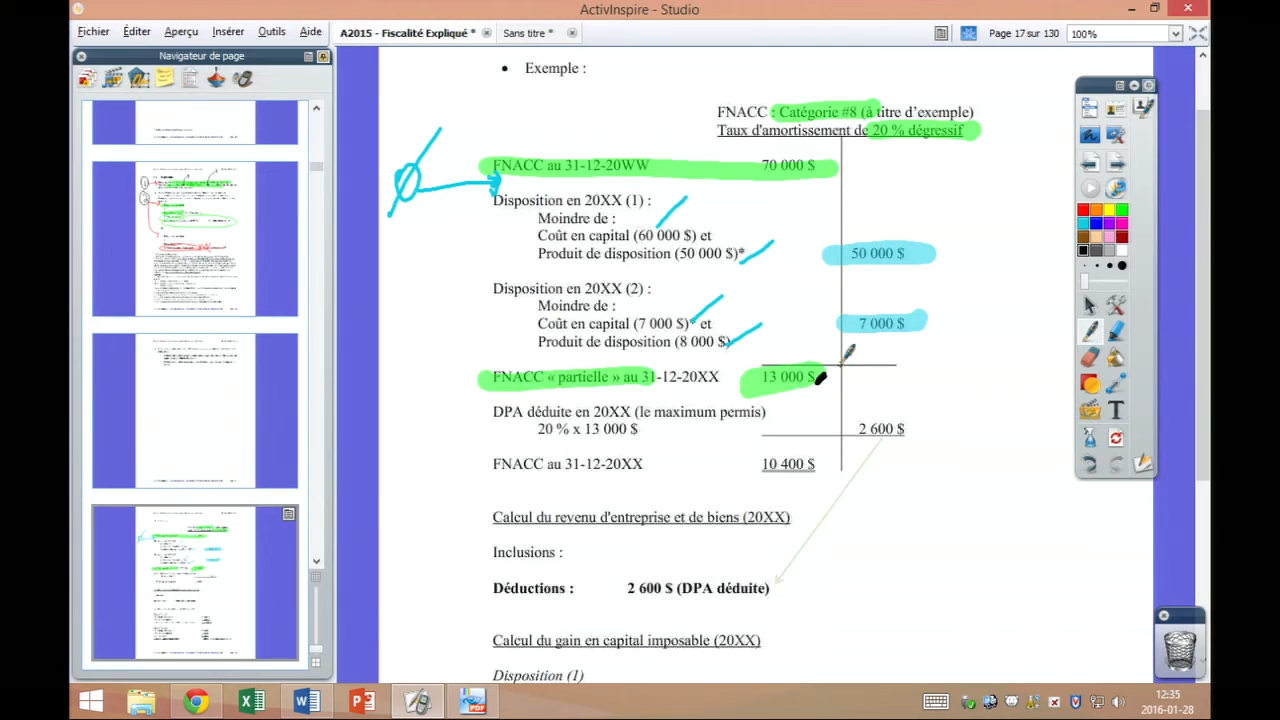 ActivInspire - Studio
Fichier Éditer Aperçu Insérer Outils Aide
A2015 - Fiscalité Expliqué * Sans titre *
Page 17 sur 130 100%
Navigateur de page
• Exemple :
FNACC : Catégorie #8 (à titre d'exemple)
Taux d'amortissement de 20 % dégressif
FNACC au 31-12-20WW 70 000 $
Disposition en 20XX (1) :
Moindre de :
Coût en capital (60 000 $) et
Produit de disposition (50 000 $)* 50 000 $
Disposition en 20XX (2) :
Moindre de :
Coût en capital (7 000 $)* et 7 000 $
Produit de disposition (8 000 $)
FNACC « partielle » au 31-12-20XX 13 000 $
DPA déduite en 20XX (le maximum permis)
20 % x 13 000 $ 2 600 $
FNACC au 31-12-20XX 10 400 $
Calcul du revenu d'entreprise et de biens (20XX)
Inclusions :
Déductions : 2 600 $ (DPA déduite)
Calcul du gain en capital imposable (20XX)
Disposition (1)
12:35
2016-01-28